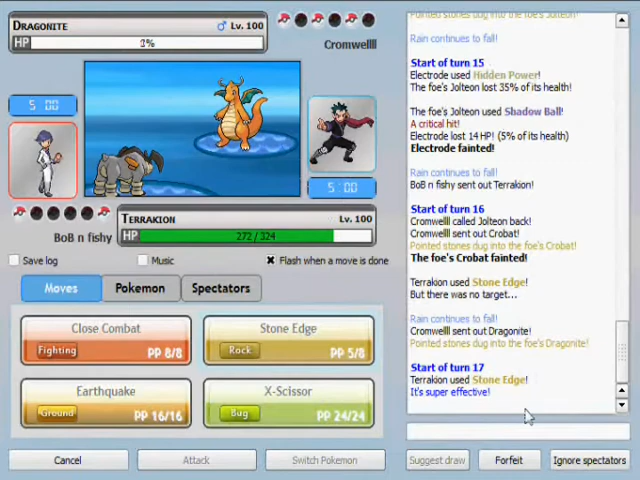 DRAGONITE
Lv. 100
HP
Cromwellll
5 00
5:00
BoB n fishy
TERRAKION
Lv. 100
HP
272 / 324
Save log
Music
Flash when a move is done
Moves
Pokemon
Spectators
Close Combat
Fighting
PP 8/8
Stone Edge
Rock
PP 5/8
Earthquake
Ground
PP 16/16
X-Scissor
Bug
PP 24/24
Cancel
Attack
Switch Pokemon
Pointed stones dug into the foe's Jolteon!
Rain continues to fall!
Start of turn 15
Electrode used Hidden Power!
The foe's Jolteon lost 35% of its health!
The foe's Jolteon used Shadow Ball!
A critical hit!
Electrode lost 14 HP! (5% of its health)
Electrode fainted!
Rain continues to fall!
BoB n fishy sent out Terrakion!
Start of turn 16
Cromwellll called Jolteon back!
Cromwellll sent out Crobat!
Pointed stones dug into the foe's Crobat!
The foe's Crobat fainted!
Terrakion used Stone Edge!
But there was no target...
Rain continues to fall!
Cromwellll sent out Dragonite!
Pointed stones dug into the foe's Dragonite!
Start of turn 17
Terrakion used Stone Edge!
It's super effective!
Suggest draw
Forfeit
Ignore spectators